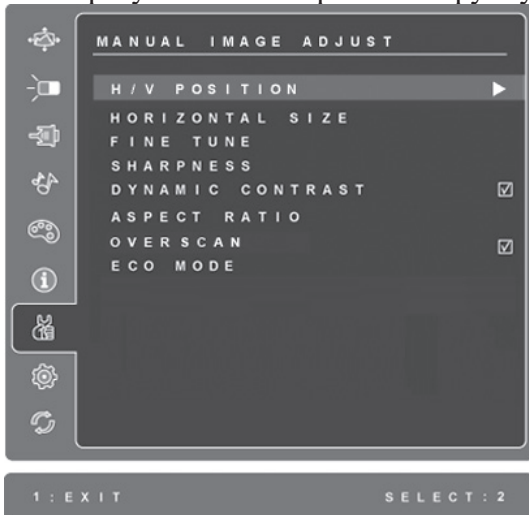 MANUAL IMAGE ADJUST
H/V POSITION
HORIZONTAL SIZE
FINE TUNE
SHARPNESS
DYNAMIC CONTRAST
ASPECT RATIO
OVERSCAN
ECO MODE
1:EXIT SELECT:2